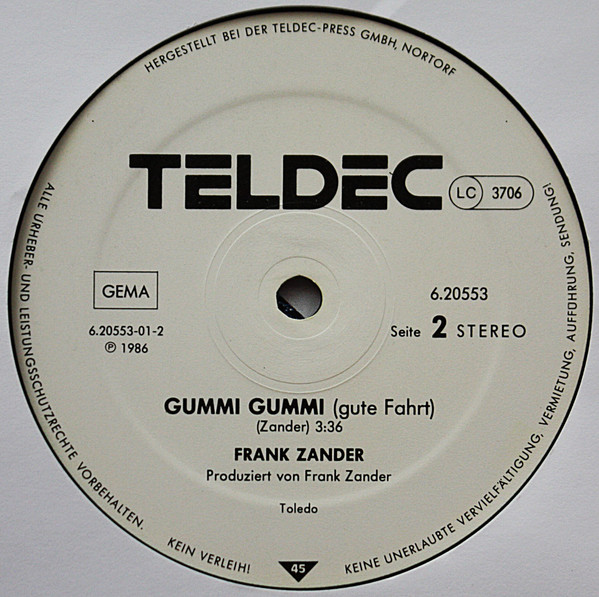 HERGESTELLT BEI DER TELDEC-PRESS GMBH, NORTORF
TELDEC
LC 3706
GEMA
6.20553-01-2
℗ 1986
6.20553
Seite 2 STEREO
GUMMI GUMMI (gute Fahrt)
(Zander) 3:36
FRANK ZANDER
Produziert von Frank Zander
Toledo
ALLE URHEBER- UND LEISTUNGSSCHUTZRECHTE VORBEHALTEN.
KEIN VERLEIH!
45
KEINE UNERLAUBTE VERVIELFÄLTIGUNG, VERMIETUNG, AUFFÜHRUNG, SENDUNG!